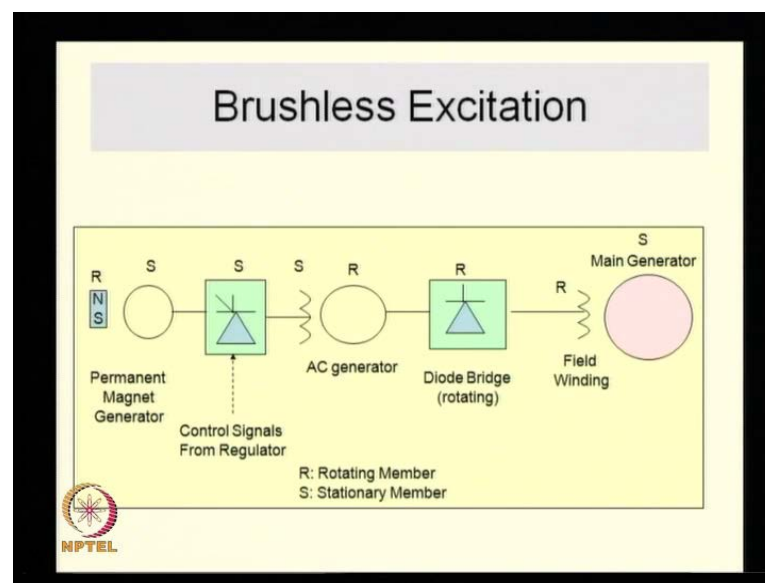 Brushless Excitation
R
S
S
S
R
R
R
S
Main Generator
N
S
Permanent
Magnet
Generator
Control Signals
From Regulator
AC generator
Diode Bridge
(rotating)
Field
Winding
R: Rotating Member
S: Stationary Member
NPTEL